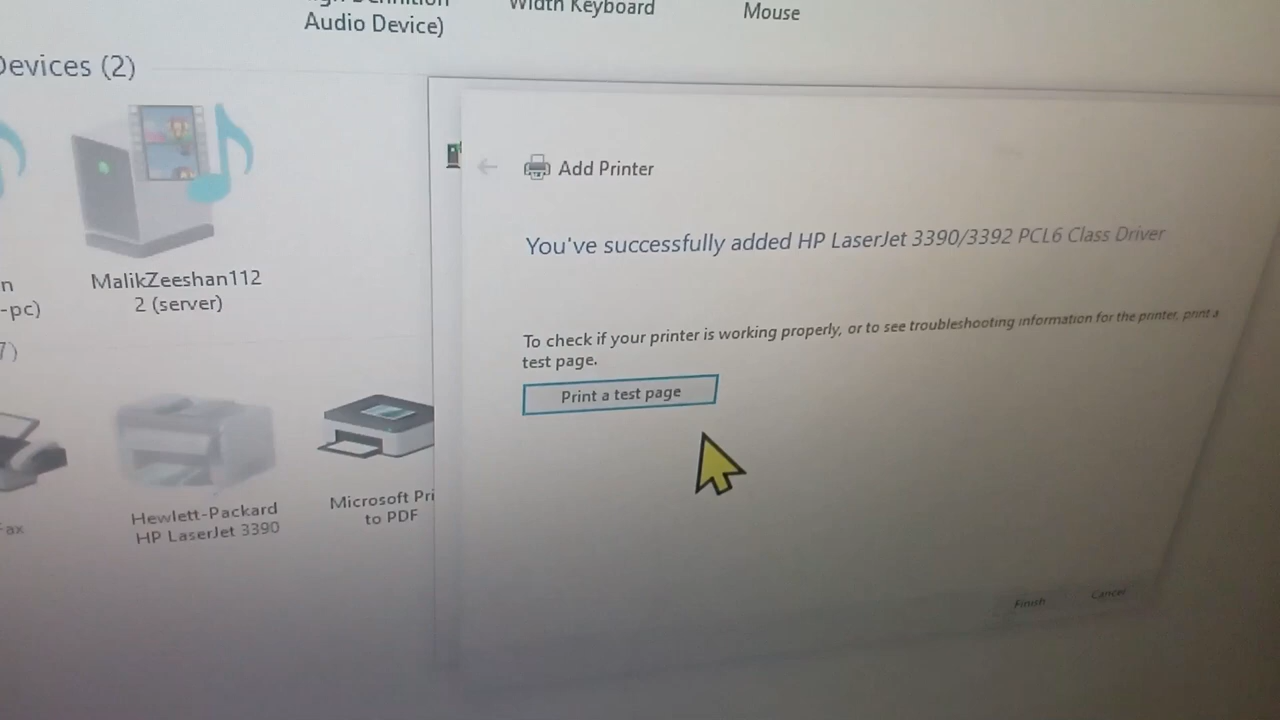 Audio Device)
Width Keyboard
Mouse
Devices (2)
MalikZeeshan112
2 (server)
-pc)
7)
Hewlett-Packard
HP LaserJet 3390
Microsoft Pri
to PDF
Add Printer
You've successfully added HP LaserJet 3390/3392 PCL6 Class Driver
To check if your printer is working properly, or to see troubleshooting information for the printer, print a
test page.
Print a test page
Finish
Cancel